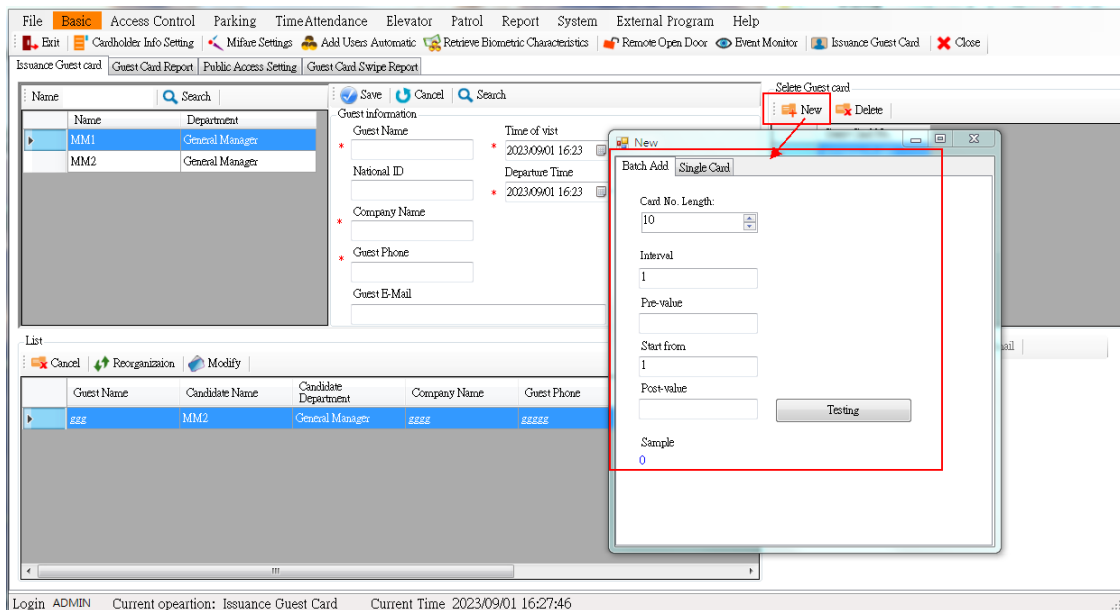 File Basic Access Control Parking TimeAttendance Elevator Patrol Report System External Program Help
Exit Cardholder Info Setting Mifare Settings Add Users Automatic Retrieve Biometric Characteristics Remote Open Door Event Monitor Issuance Guest Card Close
Issuance Guest card Guest Card Report Public Access Setting Guest Card Swipe Report
Name Search
Name Department
MM1 General Manager
MM2 General Manager
Save Cancel Search
Guest information
Guest Name Time of vist
* * 2023/09/01 16:23
National ID Departure Time
* 2023/09/01 16:23
Company Name
*
Guest Phone
*
Guest E-Mail
Selete Guest card
New Delete
New
Batch Add Single Card
Card No. Length:
10
Interval
1
Pre-value
Start from
1
Post-value
Testing
Sample
0
List
Cancel Reorganizaion Modify
Guest Name Candidate Name Candidate Department Company Name Guest Phone
ggg MM2 General Manager gggg ggggg
Login ADMIN Current opeartion: Issuance Guest Card Current Time 2023/09/01 16:27:46